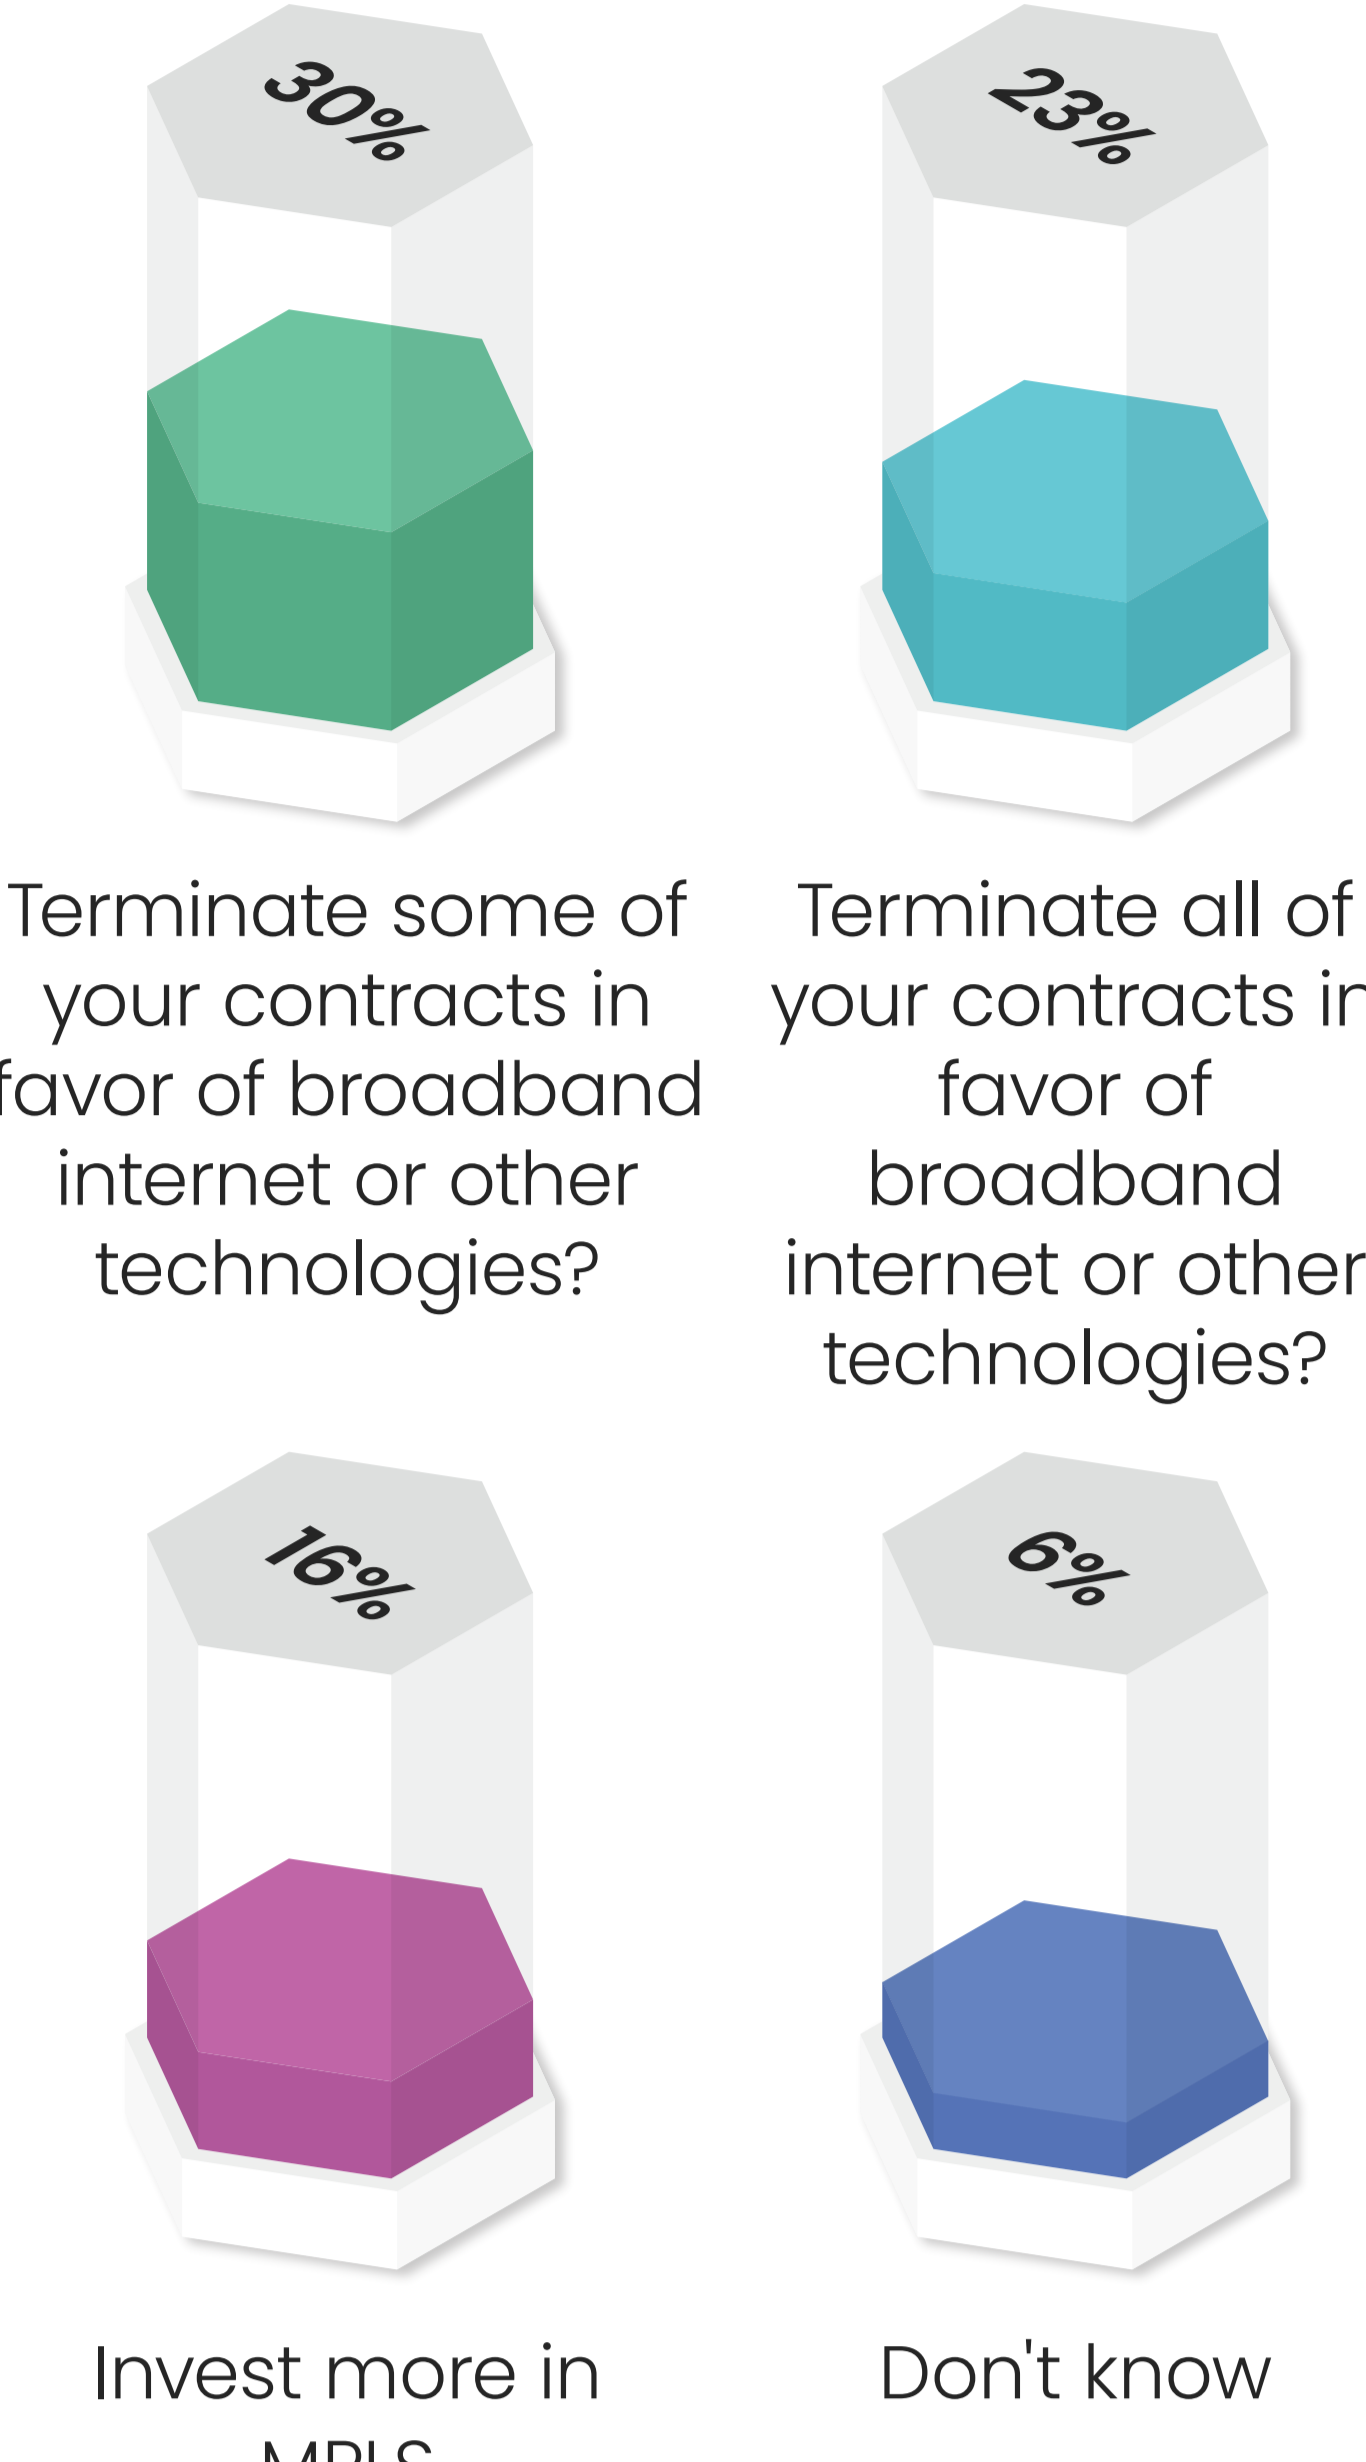 30%
Terminate some of
your contracts in
favor of broadband
internet or other
technologies?
23%
Terminate all of
your contracts in
favor of
broadband
internet or other
technologies?
16%
Invest more in
MPLS
6%
Don't know